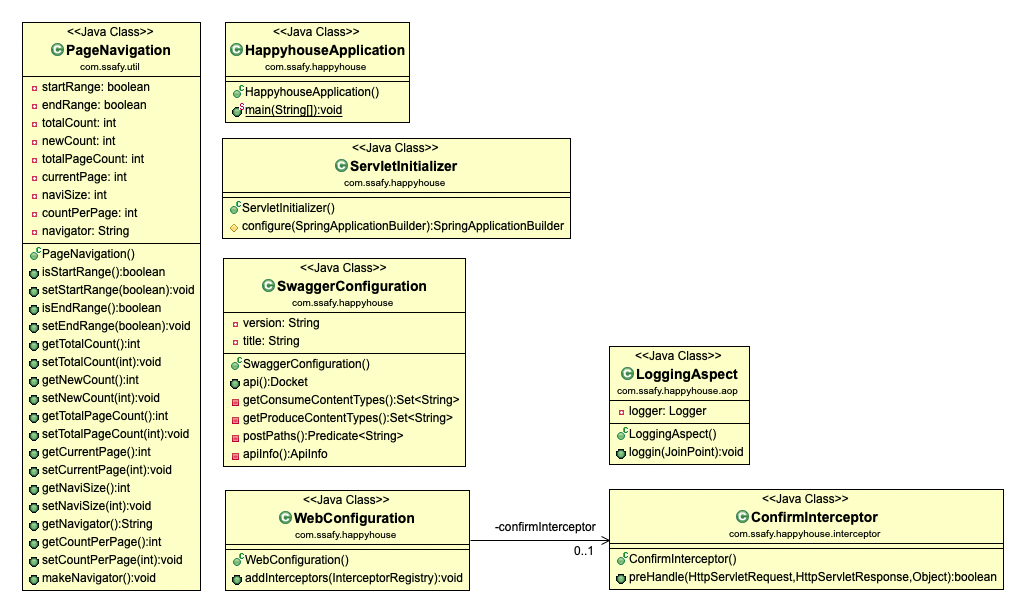 <<Java Class>>
PageNavigation
com.ssafy.util
startRange: boolean
endRange: boolean
totalCount: int
newCount: int
totalPageCount: int
currentPage: int
naviSize: int
countPerPage: int
navigator: String
PageNavigation()
isStartRange():boolean
setStartRange(boolean):void
isEndRange():boolean
setEndRange(boolean):void
getTotalCount():int
setTotalCount(int):void
getNewCount():int
setNewCount(int):void
getTotalPageCount():int
setTotalPageCount(int):void
getCurrentPage():int
setCurrentPage(int):void
getNaviSize():int
setNaviSize(int):void
getNavigator():String
getCountPerPage():int
setCountPerPage(int):void
makeNavigator():void
<<Java Class>>
HappyhouseApplication
com.ssafy.happyhouse
HappyhouseApplication()
main(String[]):void
<<Java Class>>
ServletInitializer
com.ssafy.happyhouse
ServletInitializer()
configure(SpringApplicationBuilder):SpringApplicationBuilder
<<Java Class>>
SwaggerConfiguration
com.ssafy.happyhouse
version: String
title: String
SwaggerConfiguration()
api():Docket
getConsumeContentTypes():Set<String>
getProduceContentTypes():Set<String>
postPaths():Predicate<String>
apiInfo():ApiInfo
<<Java Class>>
LoggingAspect
com.ssafy.happyhouse.aop
logger: Logger
LoggingAspect()
loggin(JoinPoint):void
<<Java Class>>
WebConfiguration
com.ssafy.happyhouse
WebConfiguration()
addInterceptors(InterceptorRegistry):void
-confirmInterceptor
0..1
<<Java Class>>
ConfirmInterceptor
com.ssafy.happyhouse.interceptor
ConfirmInterceptor()
preHandle(HttpServletRequest,HttpServletResponse,Object):boolean